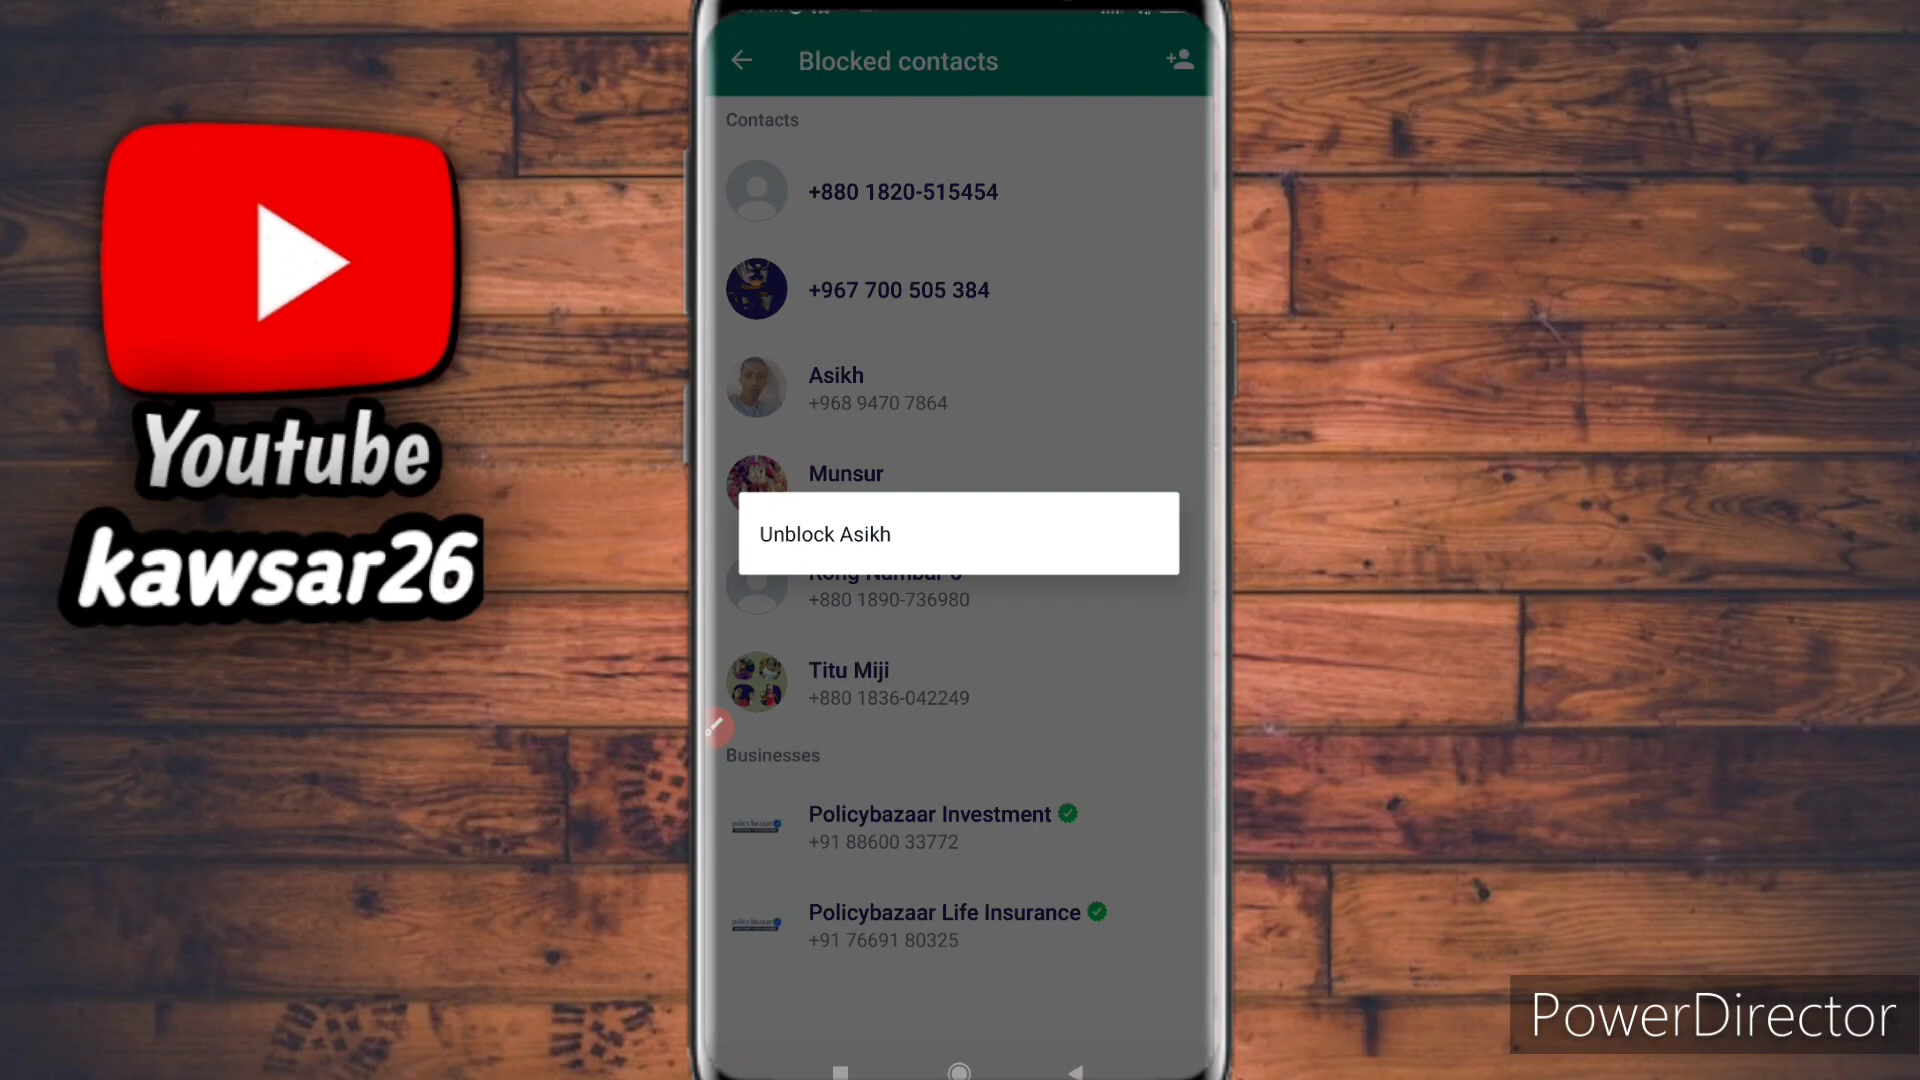 Blocked contacts
Contacts
+880 1820-515454
+967 700 505 384
Asikh
+968 9470 7864
Munsur
Unblock Asikh
+880 1890-736980
Titu Miji
+880 1836-042249
Businesses
Policybazaar Investment
+91 88600 33772
Policybazaar Life Insurance
+91 76691 80325
Youtube
kawsar26
PowerDirector